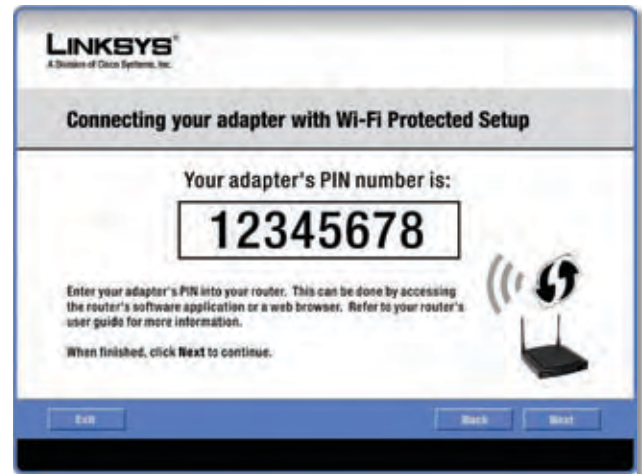 LINKSYS®
A Division of Cisco Systems, Inc.
Connecting your adapter with Wi-Fi Protected Setup
Your adapter's PIN number is:
12345678
Enter your adapter's PIN into your router. This can be done by accessing
the router's software application or a web browser. Refer to your router's
user guide for more information.
When finished, click Next to continue.
Exit
Back
Next